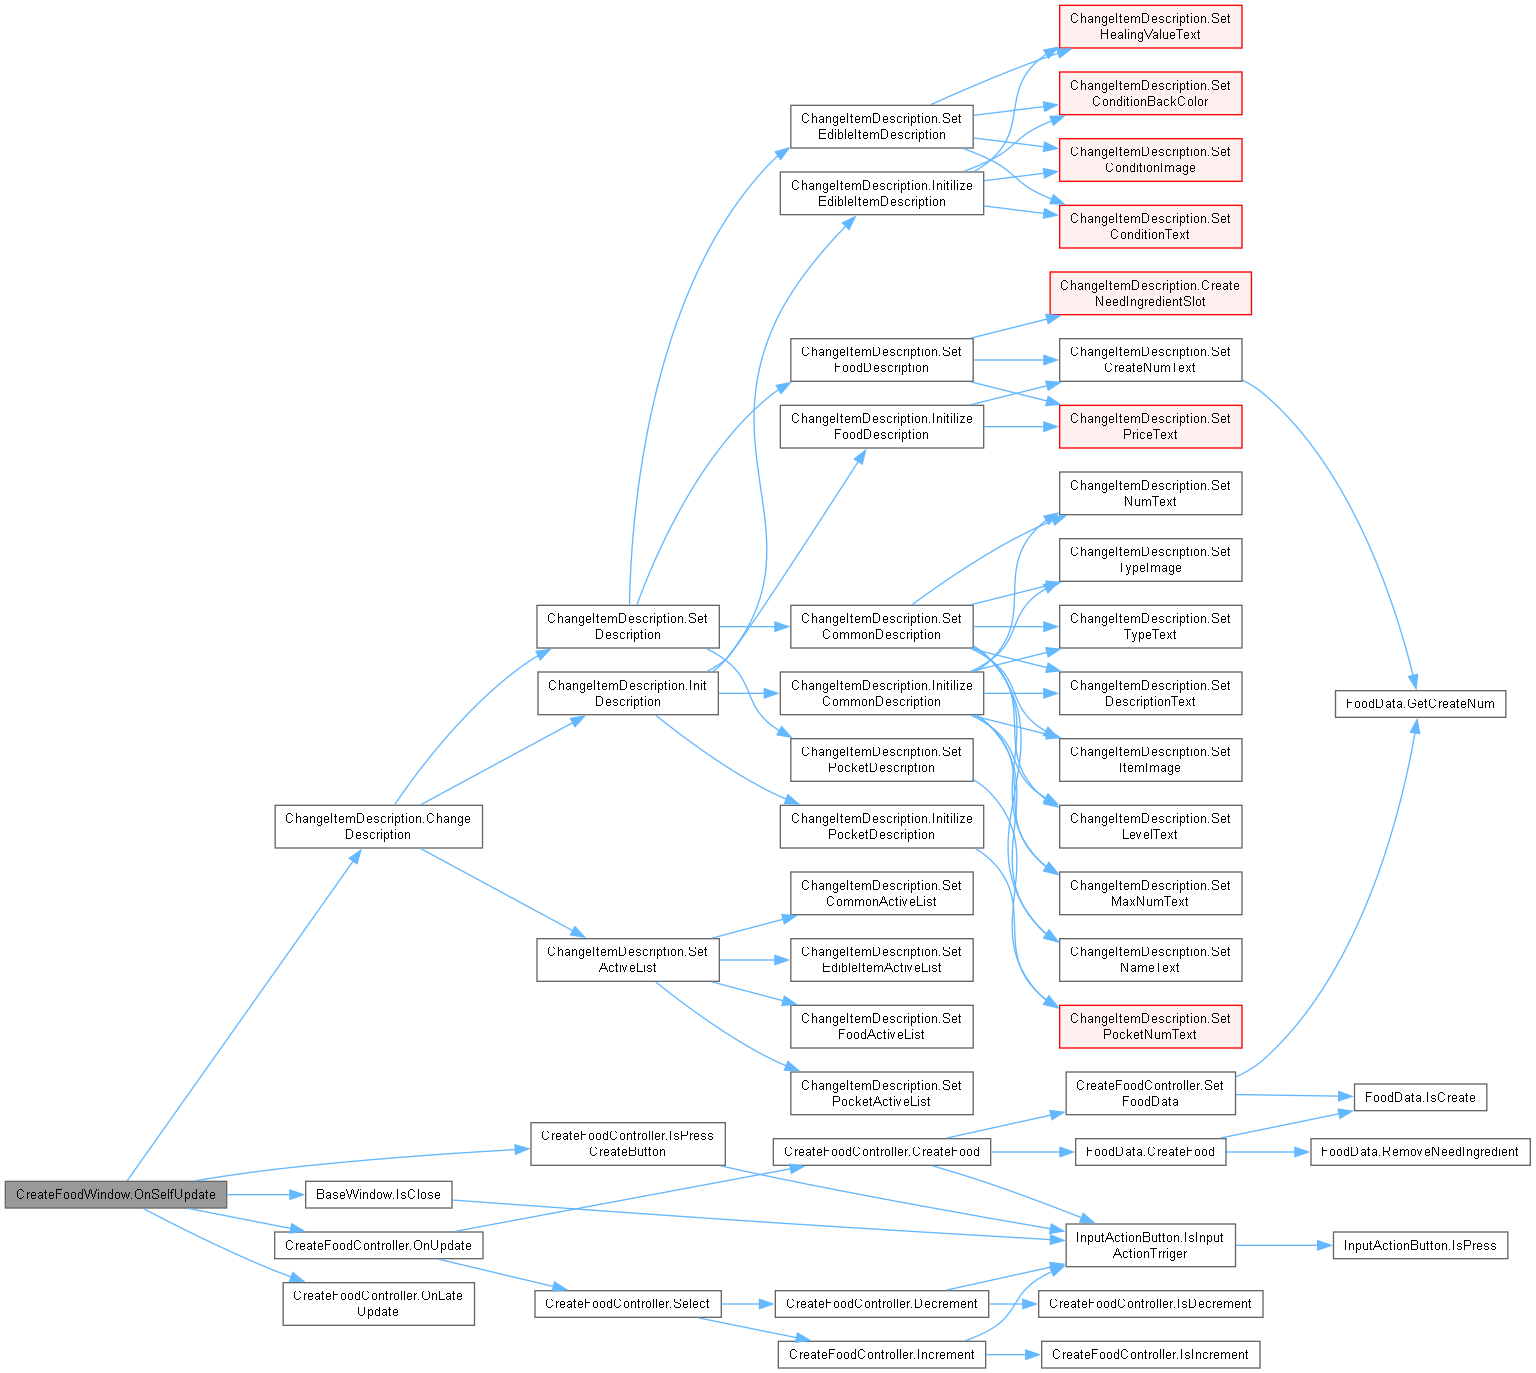 ChangeItemDescription.Set
HealingValueText
ChangeItemDescription.Set
ConditionBackColor
ChangeItemDescription.Set
EdibleItemDescription
ChangeItemDescription.Set
ConditionImage
ChangeItemDescription.Initilize
EdibleItemDescription
ChangeItemDescription.Set
ConditionText
ChangeItemDescription.Create
NeedIngredientSlot
ChangeItemDescription.Set
FoodDescription
ChangeItemDescription.Set
CreateNumText
ChangeItemDescription.Initilize
FoodDescription
ChangeItemDescription.Set
PriceText
ChangeItemDescription.Set
NumText
ChangeItemDescription.Set
TypeImage
ChangeItemDescription.Set
Description
ChangeItemDescription.Set
CommonDescription
ChangeItemDescription.Set
TypeText
ChangeItemDescription.Init
Description
ChangeItemDescription.Initilize
CommonDescription
ChangeItemDescription.Set
DescriptionText
FoodData.GetCreateNum
ChangeItemDescription.Set
PocketDescription
ChangeItemDescription.Set
ItemImage
ChangeItemDescription.Change
Description
ChangeItemDescription.Initilize
PocketDescription
ChangeItemDescription.Set
LevelText
ChangeItemDescription.Set
CommonActiveList
ChangeItemDescription.Set
MaxNumText
ChangeItemDescription.Set
ActiveList
ChangeItemDescription.Set
EdibleItemActiveList
ChangeItemDescription.Set
NameText
ChangeItemDescription.Set
FoodActiveList
ChangeItemDescription.Set
PocketNumText
ChangeItemDescription.Set
PocketActiveList
CreateFoodController.Set
FoodData
FoodData.IsCreate
CreateFoodController.IsPress
CreateButton
CreateFoodController.CreateFood
FoodData.CreateFood
FoodData.RemoveNeedIngredient
CreateFoodWindow.OnSelfUpdate
BaseWindow.IsClose
CreateFoodController.OnUpdate
InputActionButton.IsInput
ActionTrriger
InputActionButton.IsPress
CreateFoodController.OnLate
Update
CreateFoodController.Select
CreateFoodController.Decrement
CreateFoodController.IsDecrement
CreateFoodController.Increment
CreateFoodController.IsIncrement